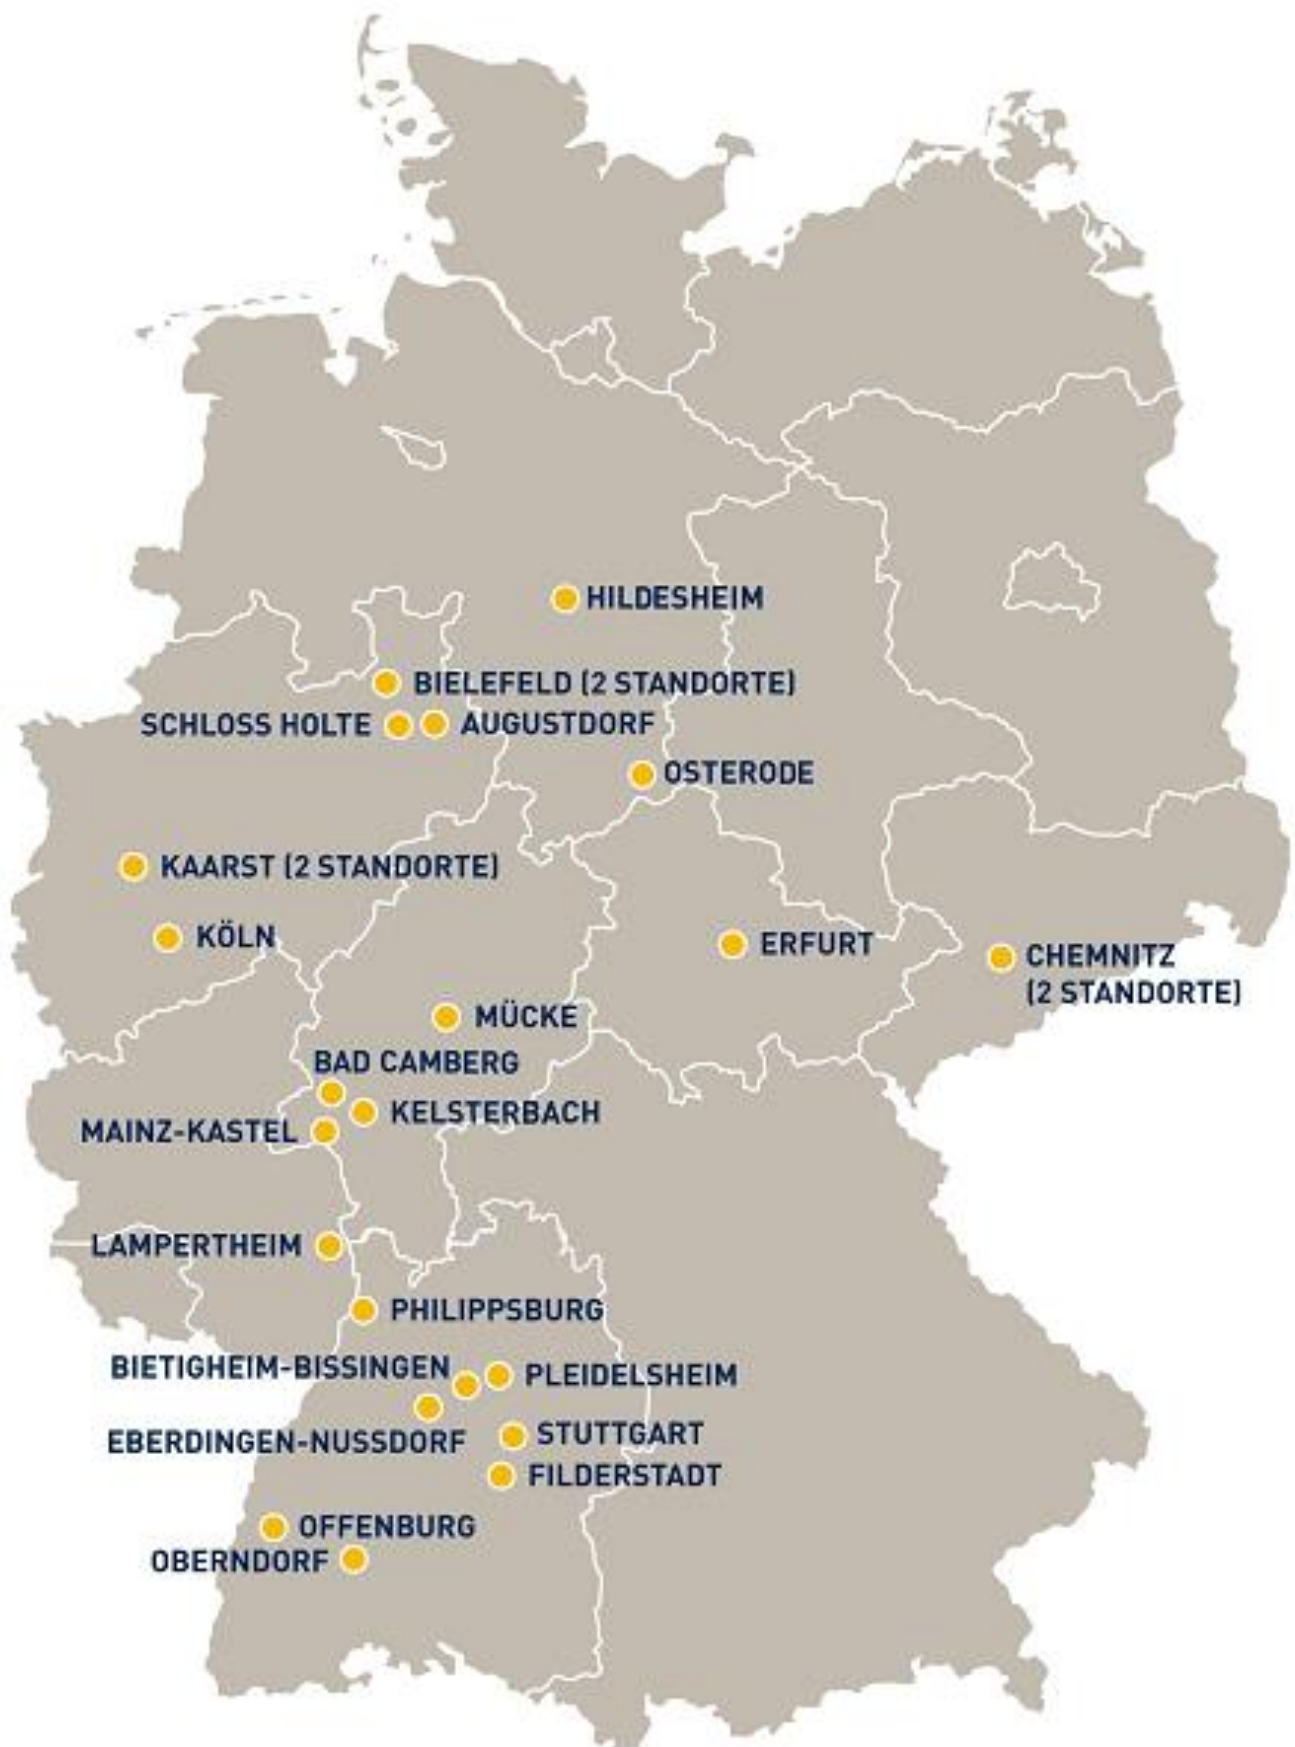 HILDESHEIM
BIELEFELD (2 STANDORTE)
SCHLOSS HOLTE
AUGUSTDORF
OSTERODE
KAARST (2 STANDORTE)
KÖLN
ERFURT
CHEMNITZ
(2 STANDORTE)
MÜCKE
BAD CAMBERG
KELSTERBACH
MAINZ-KASTEL
LAMPERTHEIM
PHILIPPSBURG
BIETIGHEIM-BISSINGEN
PLEIDELSHEIM
EBERDINGEN-NUSSDORF
STUTTGART
FILDERSTADT
OFFENBURG
OBERNDORF